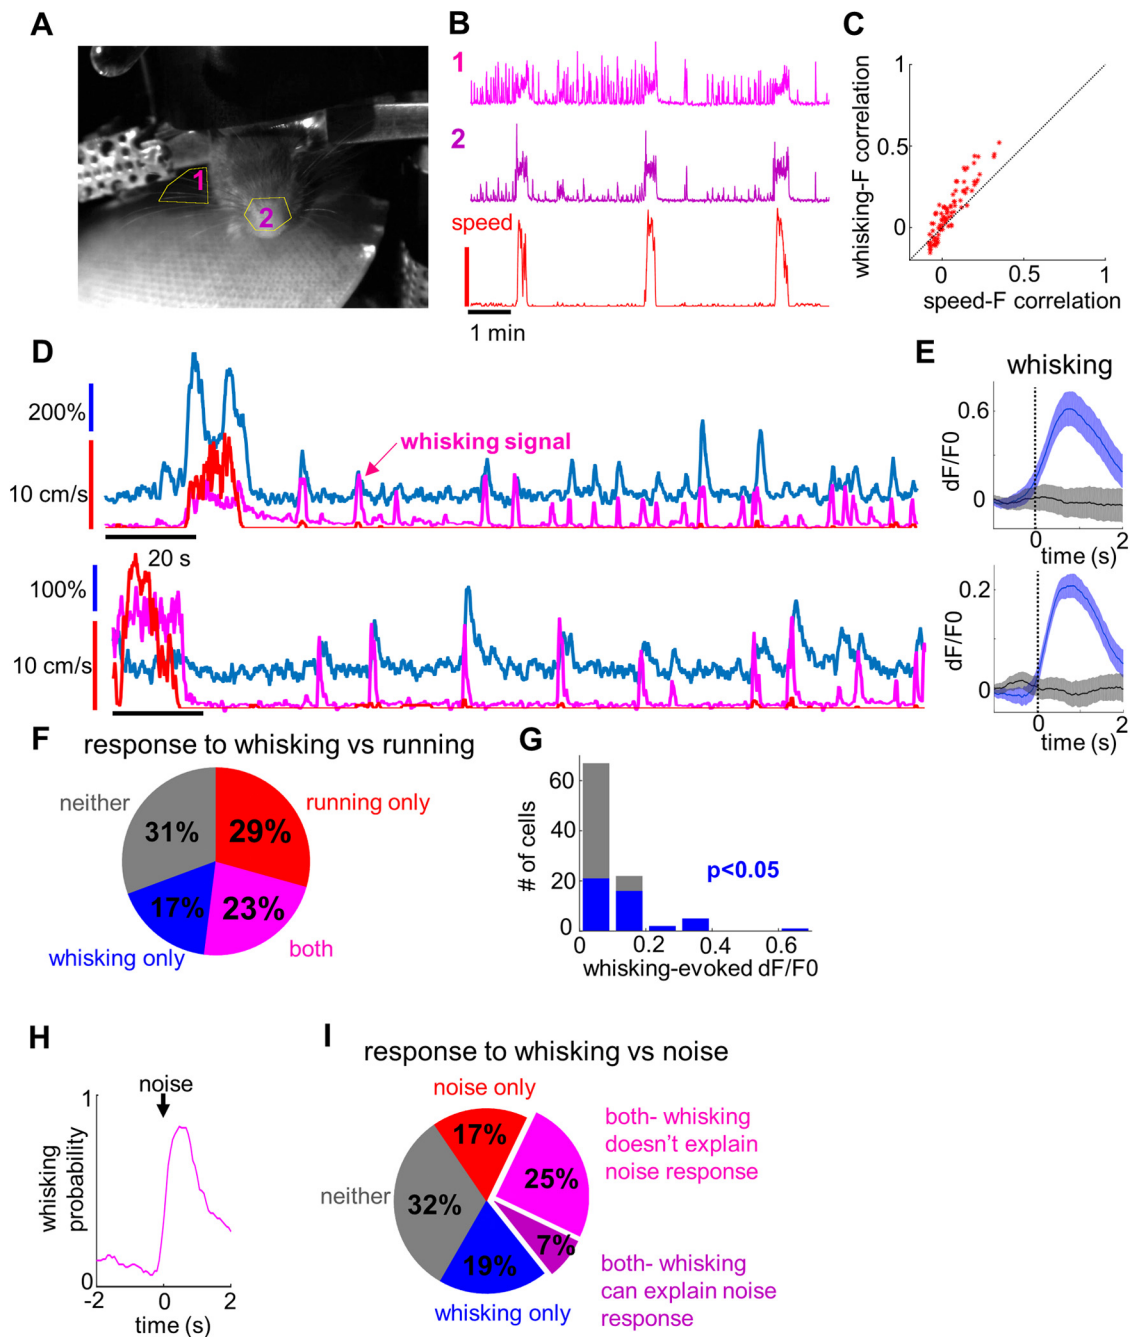 A
1
2
B
1
2
speed
1 min
C
whisking-F correlation
1
0.5
0
0
0.5
1
speed-F correlation
D
200%
10 cm/s
whisking signal
20 s
100%
10 cm/s
E
whisking
dF/F0
0.6
0
0
2
time (s)
dF/F0
0.2
0
0
2
time (s)
F
response to whisking vs running
neither
running only
31%
29%
17%
23%
whisking only
both
G
# of cells
60
40
20
0
p<0.05
0
0.2
0.4
0.6
whisking-evoked dF/F0
H
noise
whisking
probability
1
0
-2
0
2
time (s)
I
response to whisking vs noise
noise only
17%
both- whisking
doesn't explain
noise response
25%
neither
32%
7%
19%
both- whisking
can explain noise
response
whisking only